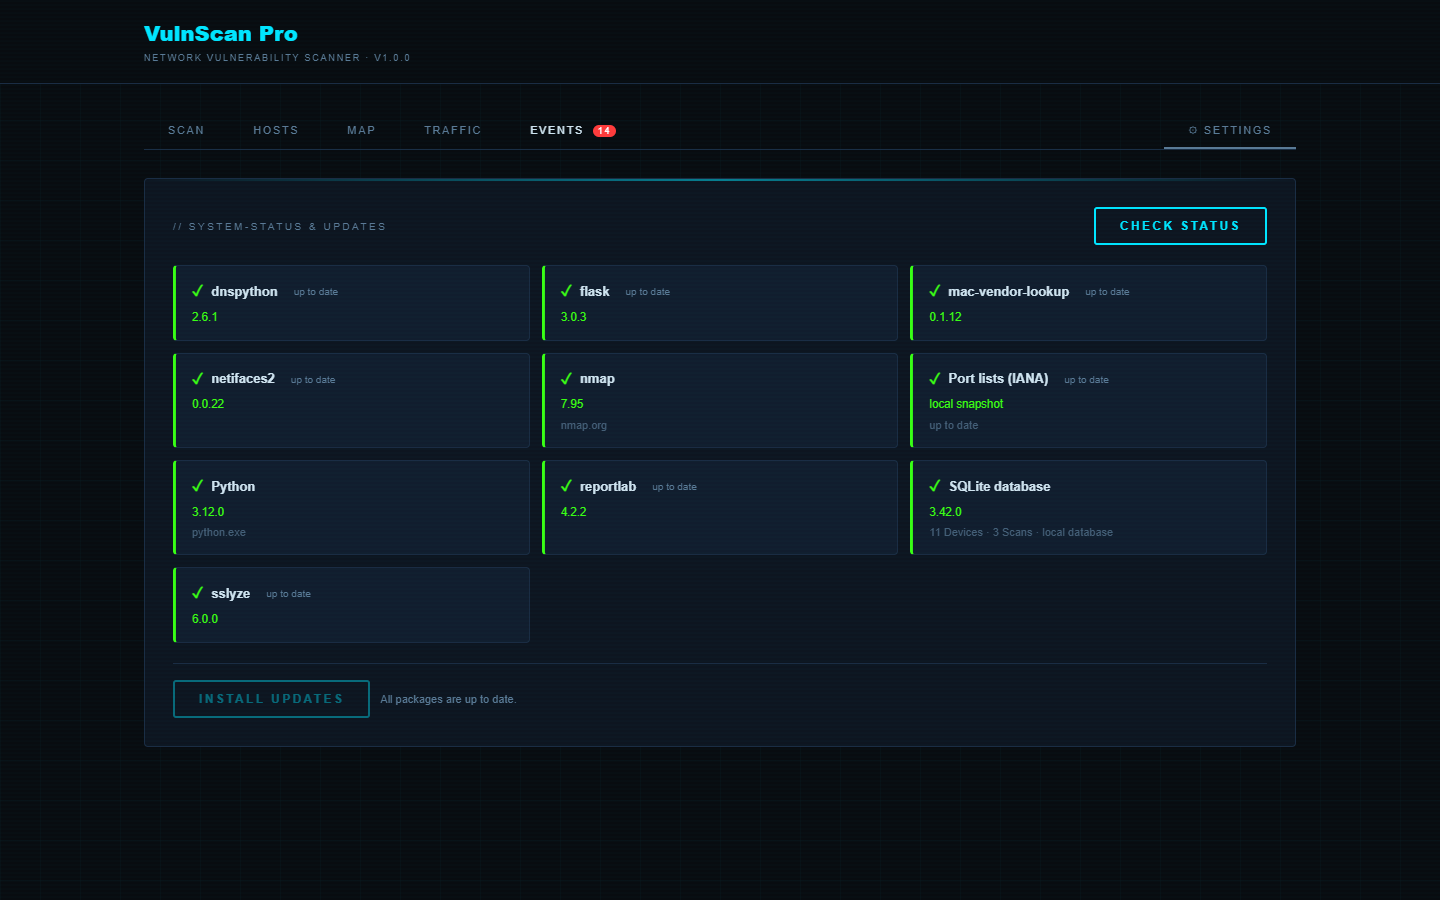 VulnScan Pro
NETWORK VULNERABILITY SCANNER · V1.0.0
SCAN HOSTS MAP TRAFFIC EVENTS 14 ⚙ SETTINGS
// SYSTEM-STATUS & UPDATES CHECK STATUS
✓ dnspython up to date
2.6.1
✓ flask up to date
3.0.3
✓ mac-vendor-lookup up to date
0.1.12
✓ netifaces2 up to date
0.0.22
✓ nmap
7.95
nmap.org
✓ Port lists (IANA) up to date
local snapshot
up to date
✓ Python
3.12.0
python.exe
✓ reportlab up to date
4.2.2
✓ SQLite database
3.42.0
11 Devices · 3 Scans · local database
✓ sslyze up to date
6.0.0
INSTALL UPDATES All packages are up to date.